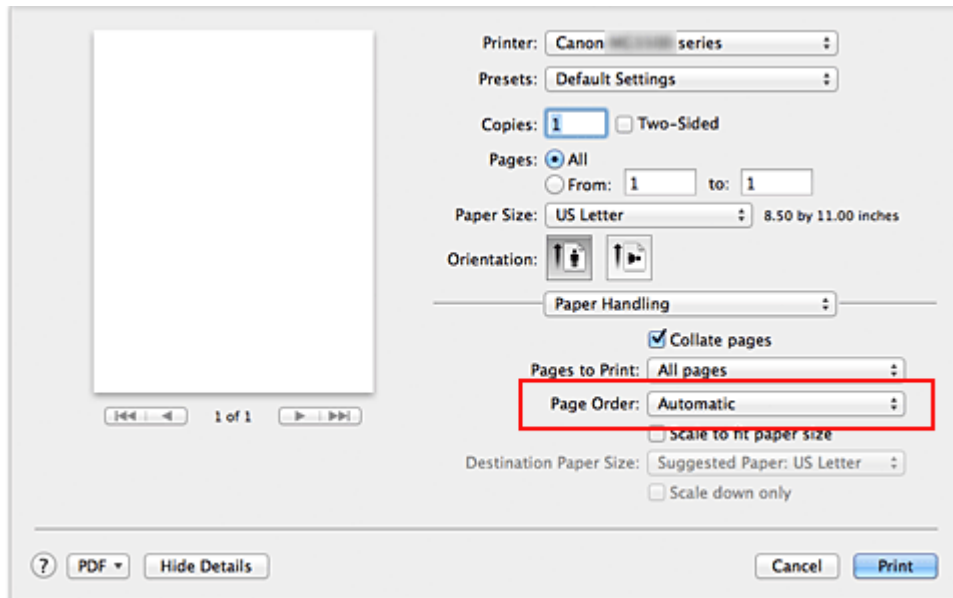 Printer: Canon series
Presets: Default Settings
Copies: 1 Two-Sided
Pages: All
From: 1 to: 1
Paper Size: US Letter 8.50 by 11.00 inches
Orientation:
Paper Handling
Collate pages
Pages to Print: All pages
Page Order: Automatic
Scale to fit paper size
Destination Paper Size: Suggested Paper: US Letter
Scale down only
1 of 1
? PDF Hide Details Cancel Print